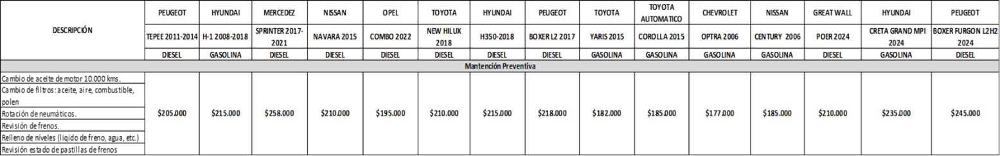 DESCRIPCIÓN
PEUGEOT HYUNDAI MERCEDEZ NISSAN OPEL TOYOTA HYUNDAI PEUGEOT TOYOTA TOYOTA AUTOMATICO CHEVROLET NISSAN GREAT WALL HYUNDAI PEUGEOT
TEPEE 2011-2014 H-1 2008-2018 SPRINTER 2017-2021 NAVARA 2015 COMBO 2022 NEW HILUX 2018 H350-2018 BOXER L2 2017 YARIS 2015 COROLLA 2015 OPTRA 2006 CENTURY 2006 POER 2024 CRETA GRAND MPI 2024 BOXER FURGON L2H2 2024
DIESEL GASOLINA DIESEL DIESEL DIESEL DIESEL DIESEL DIESEL GASOLINA GASOLINA GASOLINA GASOLINA DIESEL GASOLINA DIESEL
Mantención Preventiva
Cambio de aceite de motor 10.000 kms.
Cambio de filtros: aceite, aire, combustible,
polen
Rotación de neumáticos.
Revisión de frenos.
Relleno de níveles (liqido de freno, agua, etc.)
Revisión estado de pastillas de frenos
$205.000 $215.000 $258.000 $210.000 $195.000 $210.000 $215.000 $218.000 $182.000 $185.000 $177.000 $185.000 $210.000 $235.000 $245.000